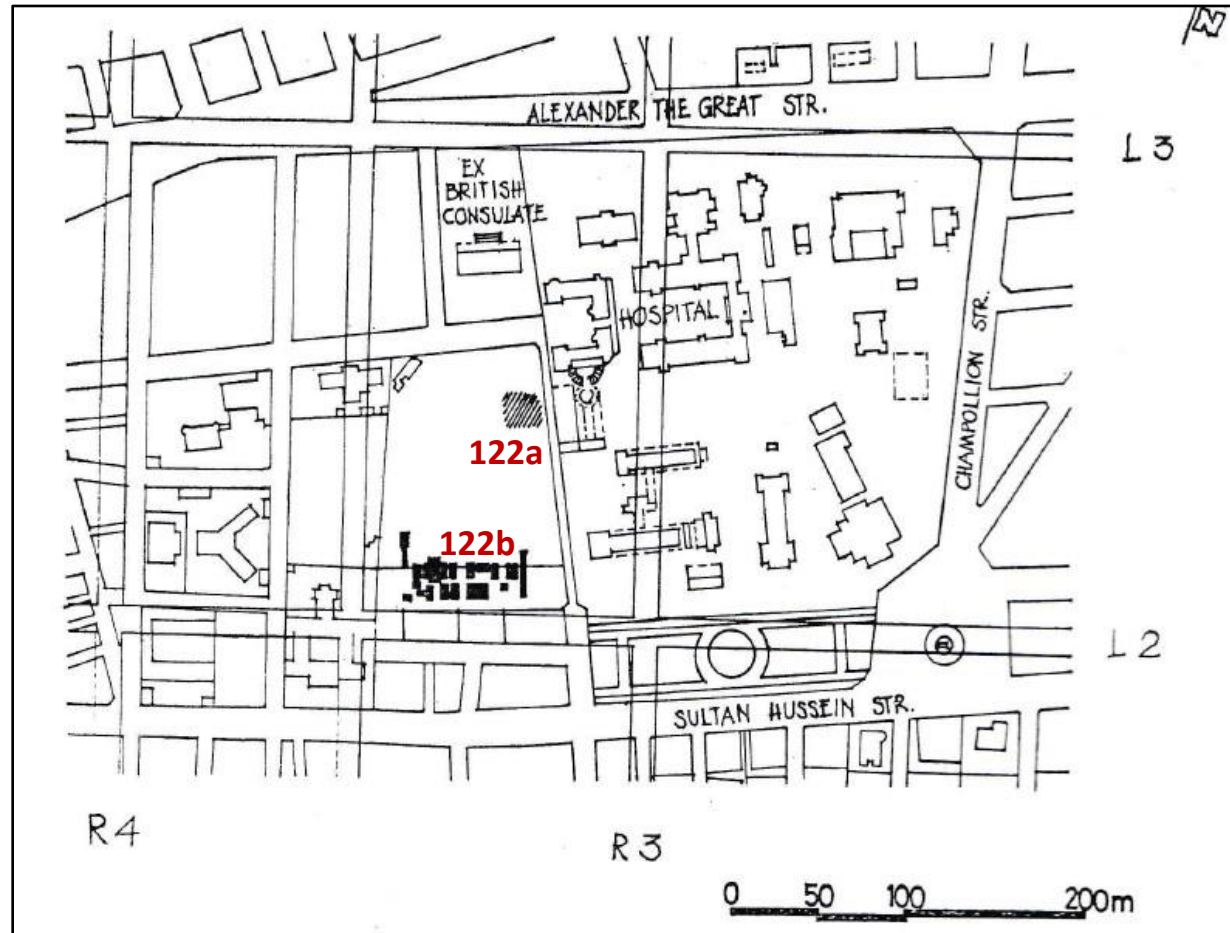 N
ALEXANDER THE GREAT STR.
L3
EX
BRITISH
CONSULATE
HOSPITAL
CHAMPOLLION STR.
122a
122b
L2
SULTAN HUSSEIN STR.
R4
R3
0 50 100 200m